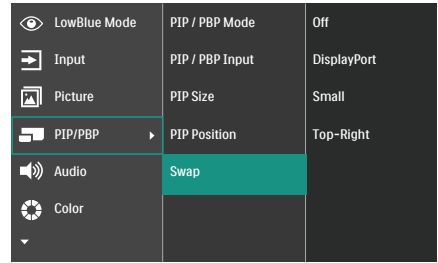 LowBlue Mode
Input
Picture
PIP/PBP
Audio
Color
PIP / PBP Mode
PIP / PBP Input
PIP Size
PIP Position
Swap
Off
DisplayPort
Small
Top-Right